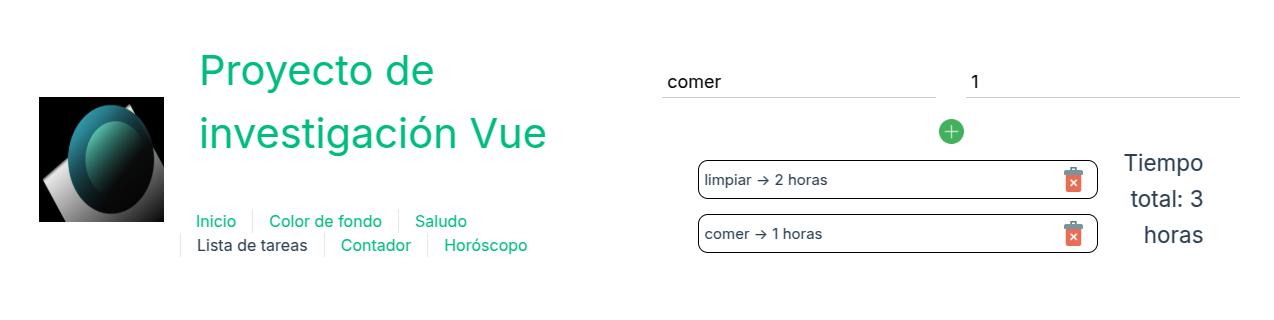 Proyecto de
investigación Vue
Inicio
Color de fondo
Saludo
Lista de tareas
Contador
Horóscopo
comer
1
limpiar → 2 horas
comer → 1 horas
Tiempo
total: 3
horas